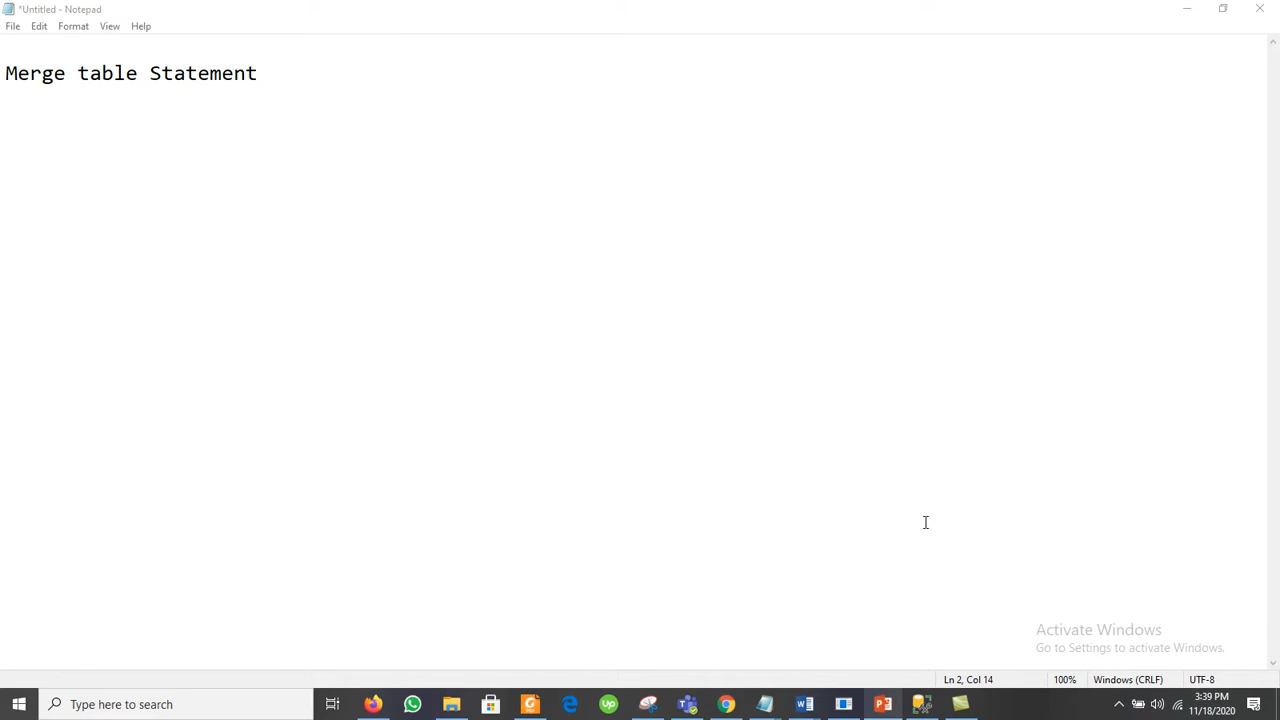 *Untitled - Notepad
File Edit Format View Help
Merge table Statement
Activate Windows
Go to Settings to activate Windows.
Ln 2, Col 14 100% Windows (CRLF) UTF-8
Type here to search
Up
3:39 PM
11/18/2020